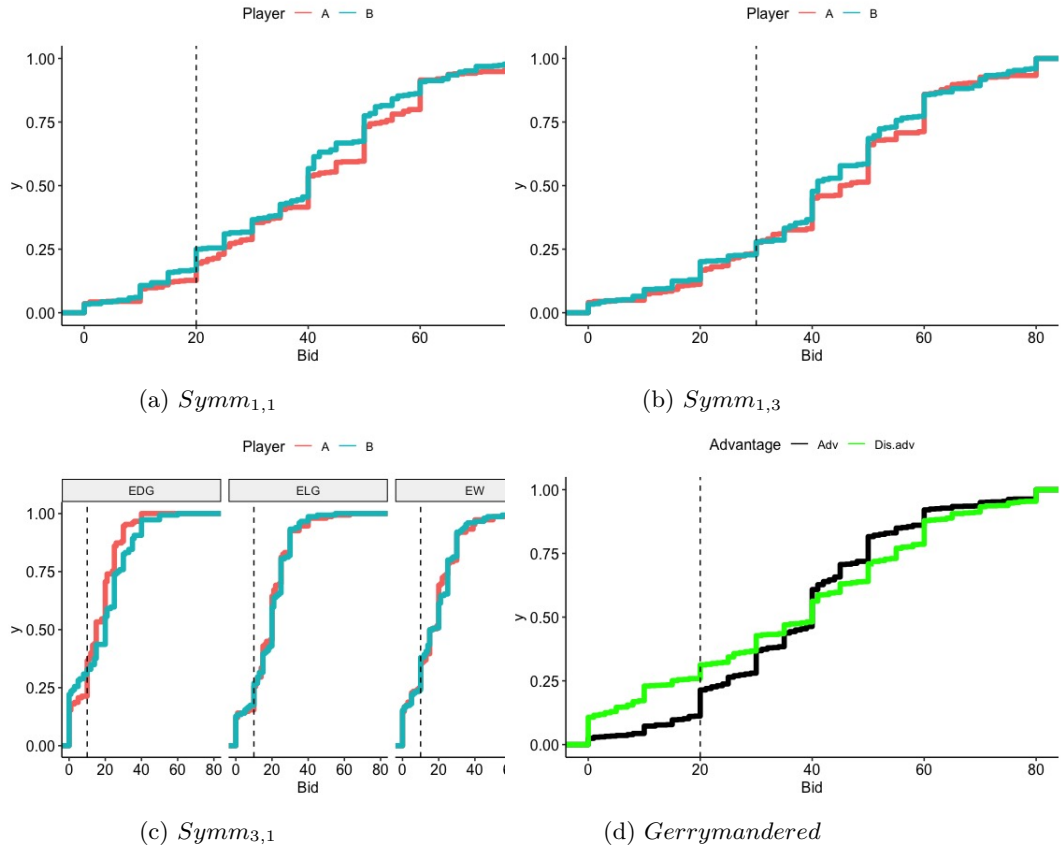 Player A B
1.00
0.75
y
0.50
0.25
0.00
0 20 40 60
Bid
(a) Symm1,1
Player A B
1.00
0.75
y
0.50
0.25
0.00
0 20 40 60 80
Bid
(b) Symm1,3
Player A B
EDG ELG EW
1.00
0.75
y
0.50
0.25
0.00
0 20 40 60 80 0 20 40 60 80 0 20 40
Bid
(c) Symm3,1
Advantage Adv Dis.adv
1.00
0.75
y
0.50
0.25
0.00
0 20 40 60 80
Bid
(d) Gerrymandered